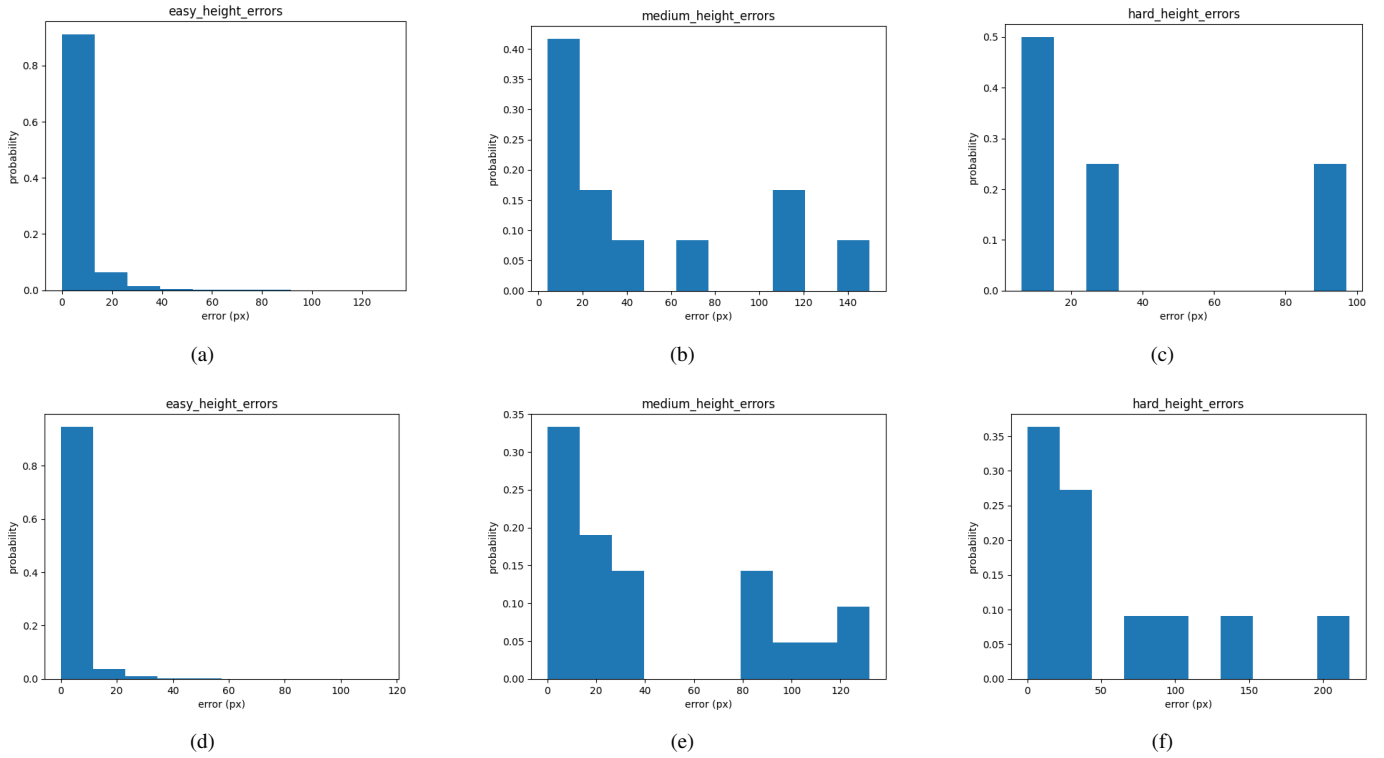 easy_height_errors
probability
0.8
0.6
0.4
0.2
0.0
0 20 40 60 80 100 120
error (px)
(a)
medium_height_errors
probability
0.40
0.35
0.30
0.25
0.20
0.15
0.10
0.05
0.00
0 20 40 60 80 100 120 140
error (px)
(b)
hard_height_errors
probability
0.5
0.4
0.3
0.2
0.1
0.0
20 40 60 80 100
error (px)
(c)
easy_height_errors
probability
0.8
0.6
0.4
0.2
0.0
0 20 40 60 80 100 120
error (px)
(d)
medium_height_errors
probability
0.35
0.30
0.25
0.20
0.15
0.10
0.05
0.00
0 20 40 60 80 100 120
error (px)
(e)
hard_height_errors
probability
0.35
0.30
0.25
0.20
0.15
0.10
0.05
0.00
0 50 100 150 200
error (px)
(f)